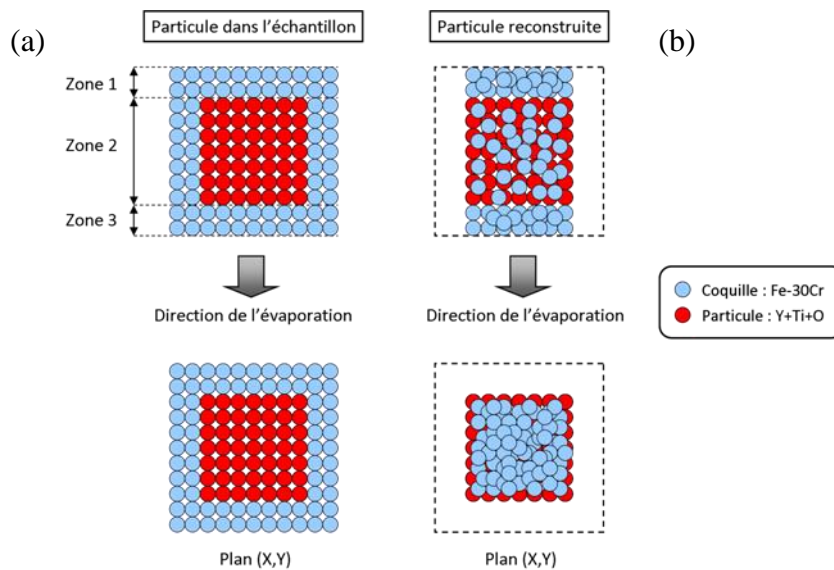 (a)
Particule dans l'échantillon
Particule reconstruite
(b)
Zone 1
Zone 2
Zone 3
Direction de l'évaporation
Direction de l'évaporation
Coquille : Fe-30Cr
Particule : Y+Ti+O
Plan (X,Y)
Plan (X,Y)